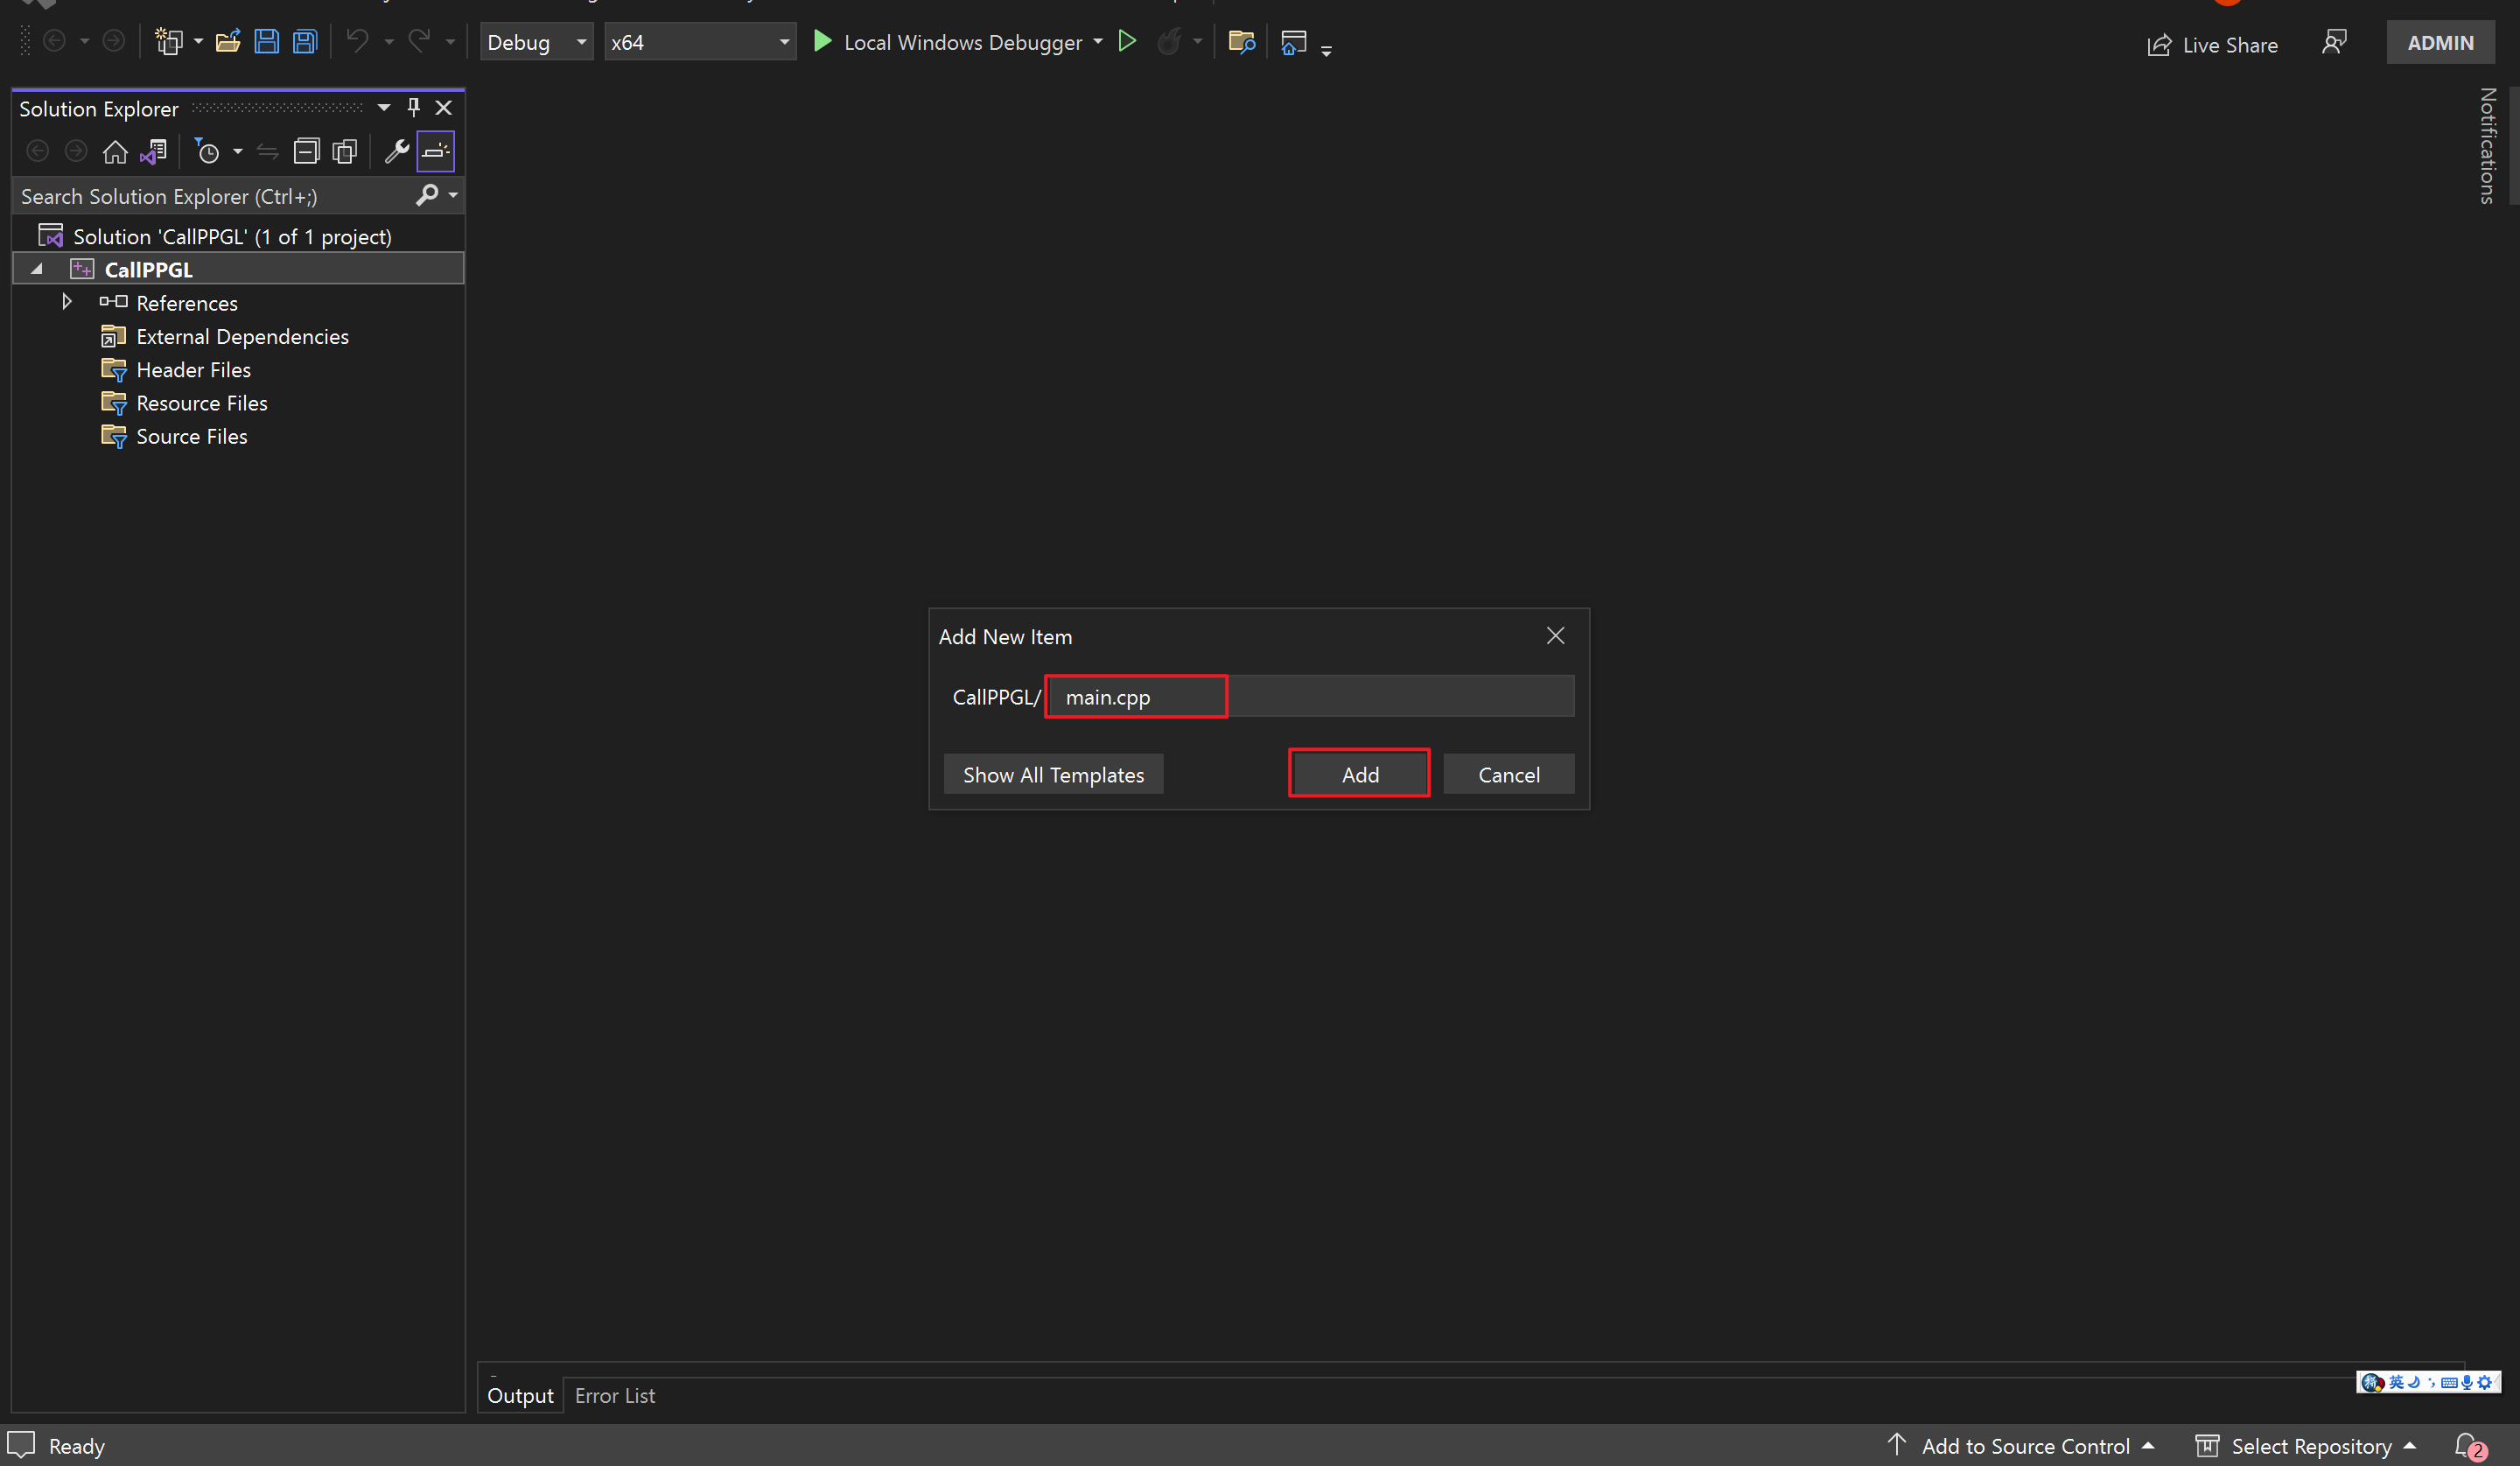 Debug x64 Local Windows Debugger Live Share ADMIN
Solution Explorer
Notifications
Search Solution Explorer (Ctrl+;)
Solution 'CallPPGL' (1 of 1 project)
CallPPGL
References
External Dependencies
Header Files
Resource Files
Source Files
Add New Item
CallPPGL/ main.cpp
Show All Templates Add Cancel
英
Output Error List
Ready Add to Source Control Select Repository 2